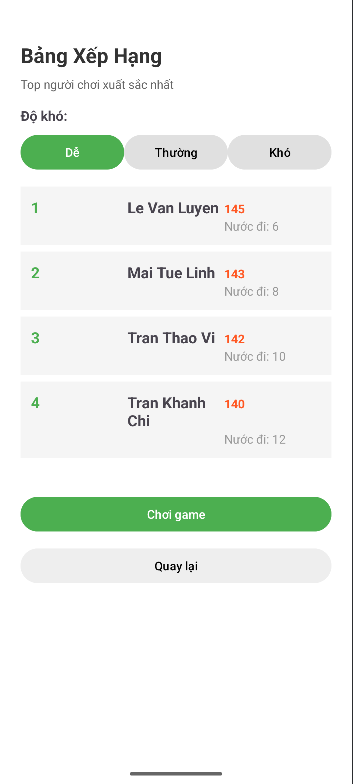 Bảng Xếp Hạng
Top người chơi xuất sắc nhất
Độ khó:
Dễ Thường Khó
1 Le Van Luyen 145
Nước đi: 6
2 Mai Tue Linh 143
Nước đi: 8
3 Tran Thao Vi 142
Nước đi: 10
4 Tran Khanh 140
Chi
Nước đi: 12
Chơi game
Quay lại